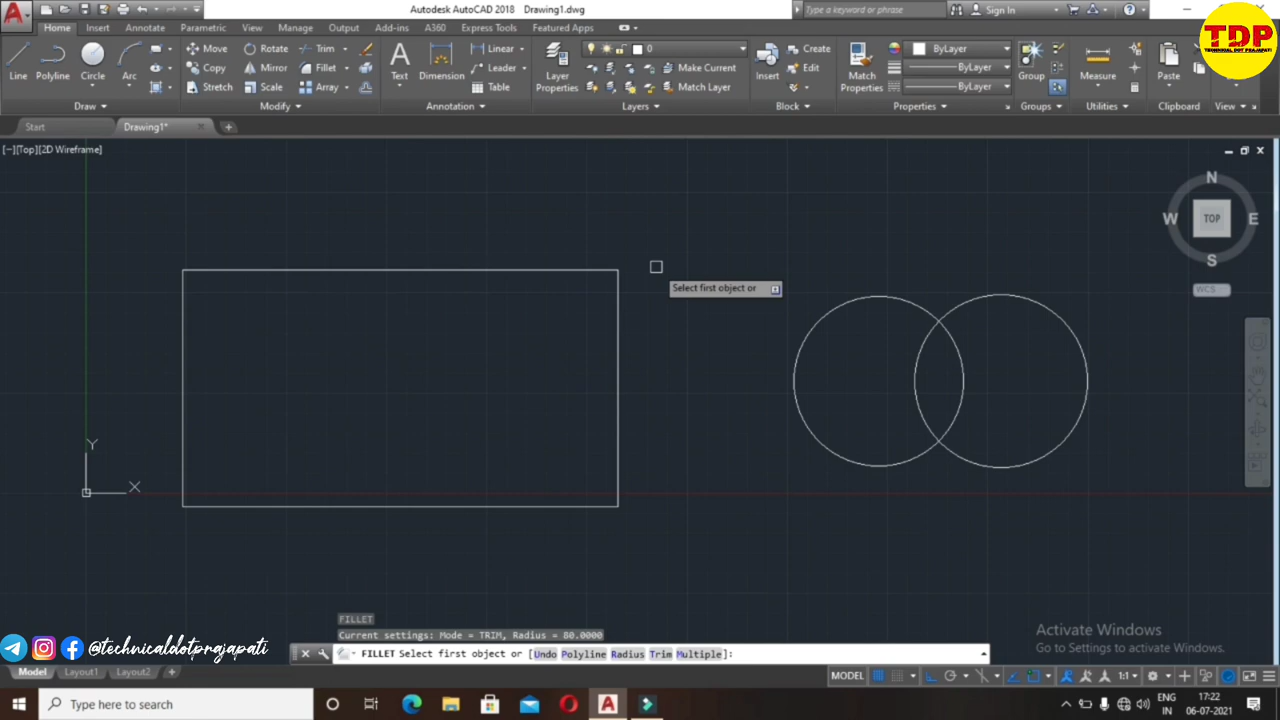 Autodesk AutoCAD 2018 Drawing1.dwg
Type a keyword or phrase
Sign In
TDP
TECHNICAL DOT PRAJAPATI
Home Insert Annotate Parametric View Manage Output Add-ins A360 Express Tools Featured Apps
Move Rotate Trim Linear 0 Create ByLayer
Copy Mirror Fillet Leader Make Current Edit ByLayer
Stretch Scale Array Table Match Layer ByLayer
Line Polyline Circle Arc Text Dimension Layer Properties Insert Match Properties Group Measure Paste Base
Draw Modify Annotation Layers Block Properties Groups Utilities Clipboard View
Start Drawing1*
[−][Top][2D Wireframe]
N
W TOP E
S
WCS
Select first object or
Y
X
FILLET
Current settings: Mode = TRIM, Radius = 80.0000
FILLET Select first object or [Undo Polyline Radius Trim Multiple]:
Activate Windows
Go to Settings to activate Windows.
@technicaldotprajapati
Model Layout1 Layout2
MODEL 1:1
Type here to search
ENG 17:22
IN 06-07-2021